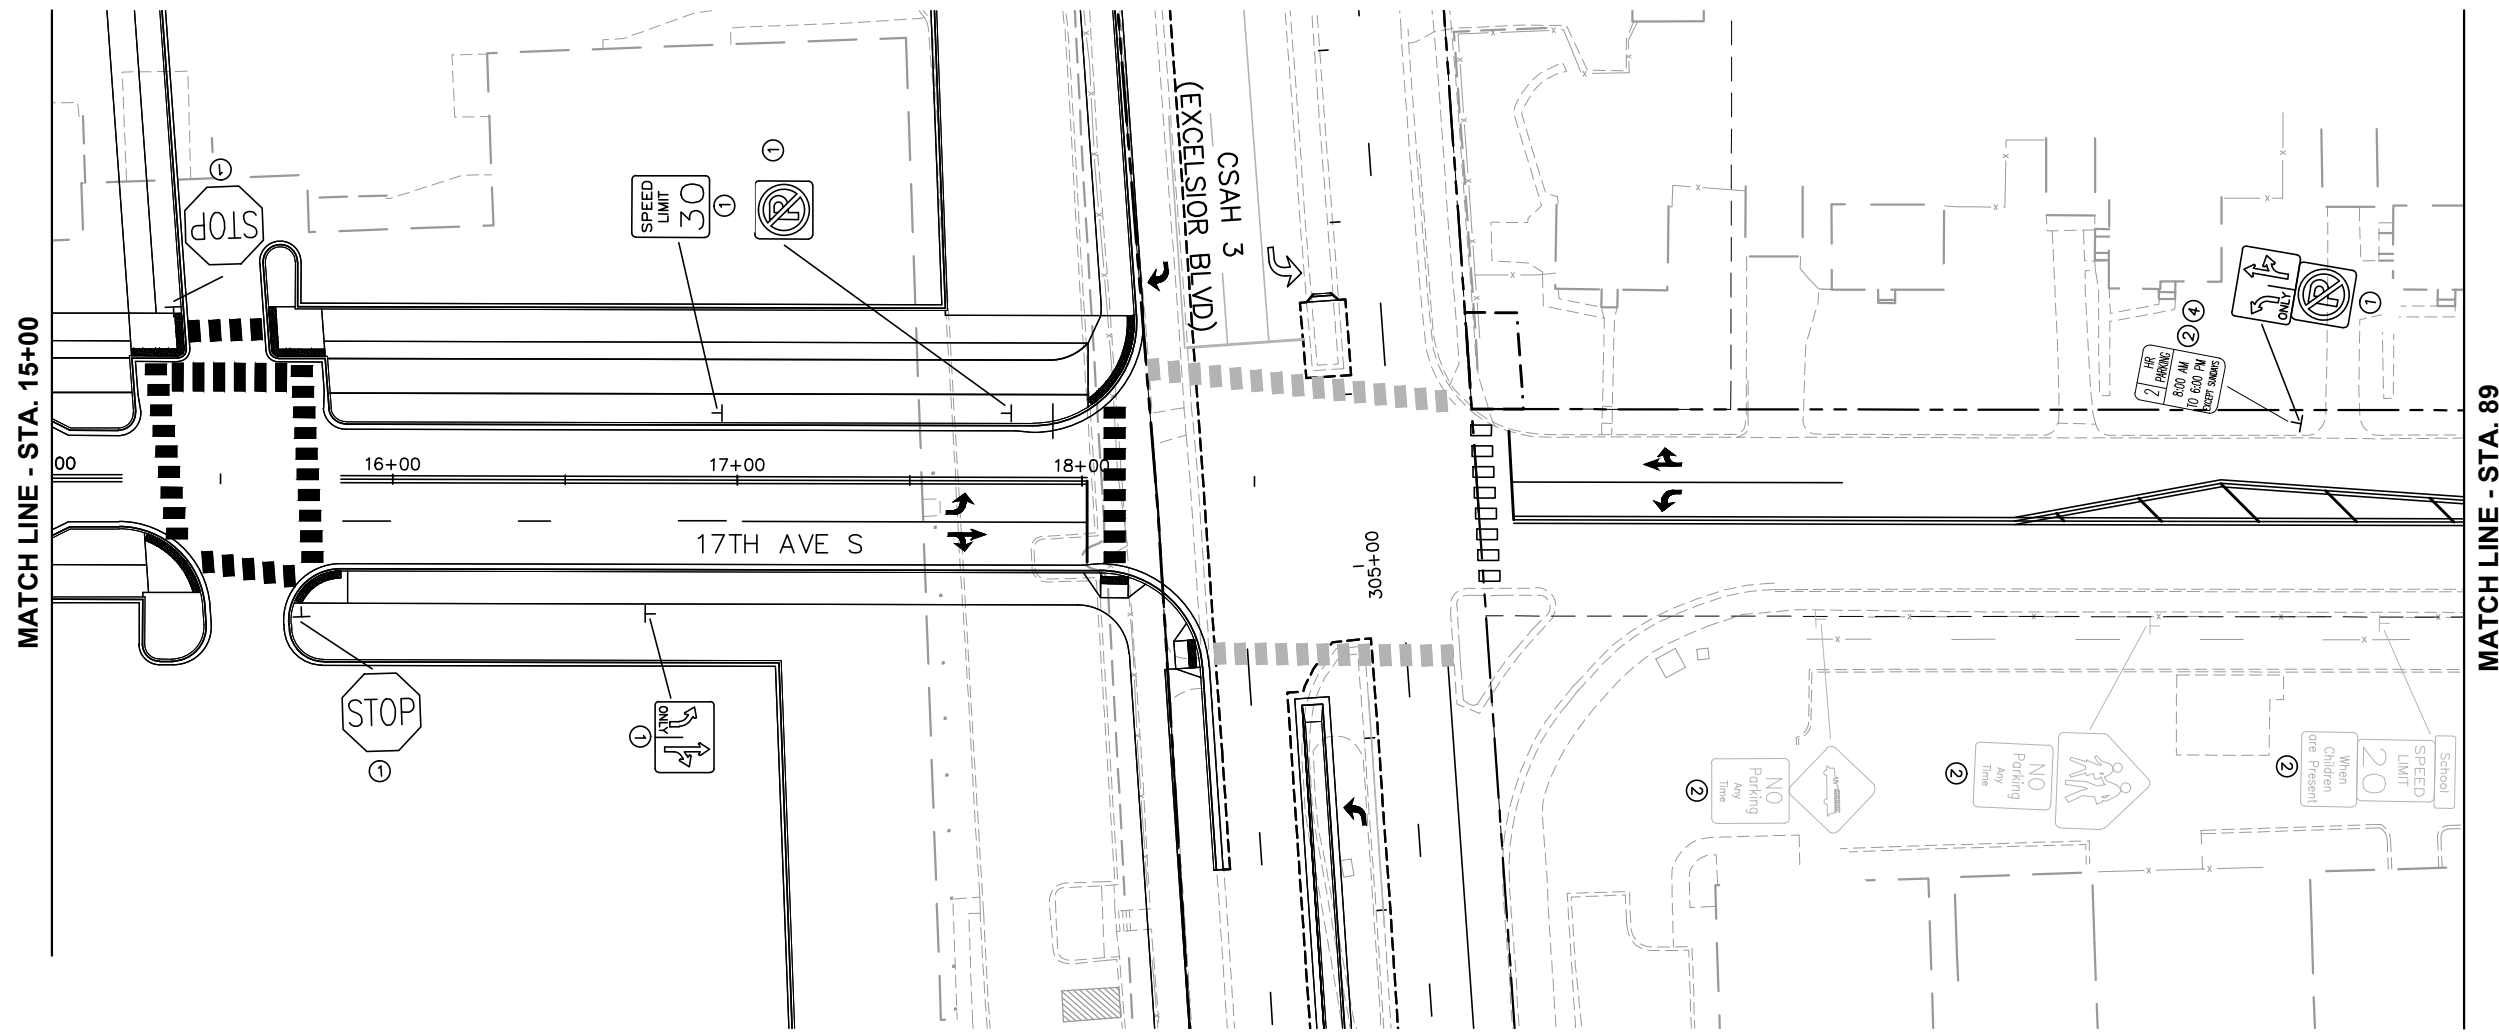 MATCH LINE - STA. 15+00
STOP
1
SPEED
LIMIT
30
1
P
1
(EXCELSIOR BLVD)
CSAH 3
ONLY
P
1
4
2
2 HR
PARKING
8:00 AM
TO 6:00 PM
EXCEPT SUNDAYS
MATCH LINE - STA. 89
00
16+00
17+00
18+00
17TH AVE S
305+00
STOP
1
ONLY
1
NO
Parking
Any
Time
2
NO
Parking
Any
Time
2
School
SPEED
LIMIT
20
When
Children
are Present
2